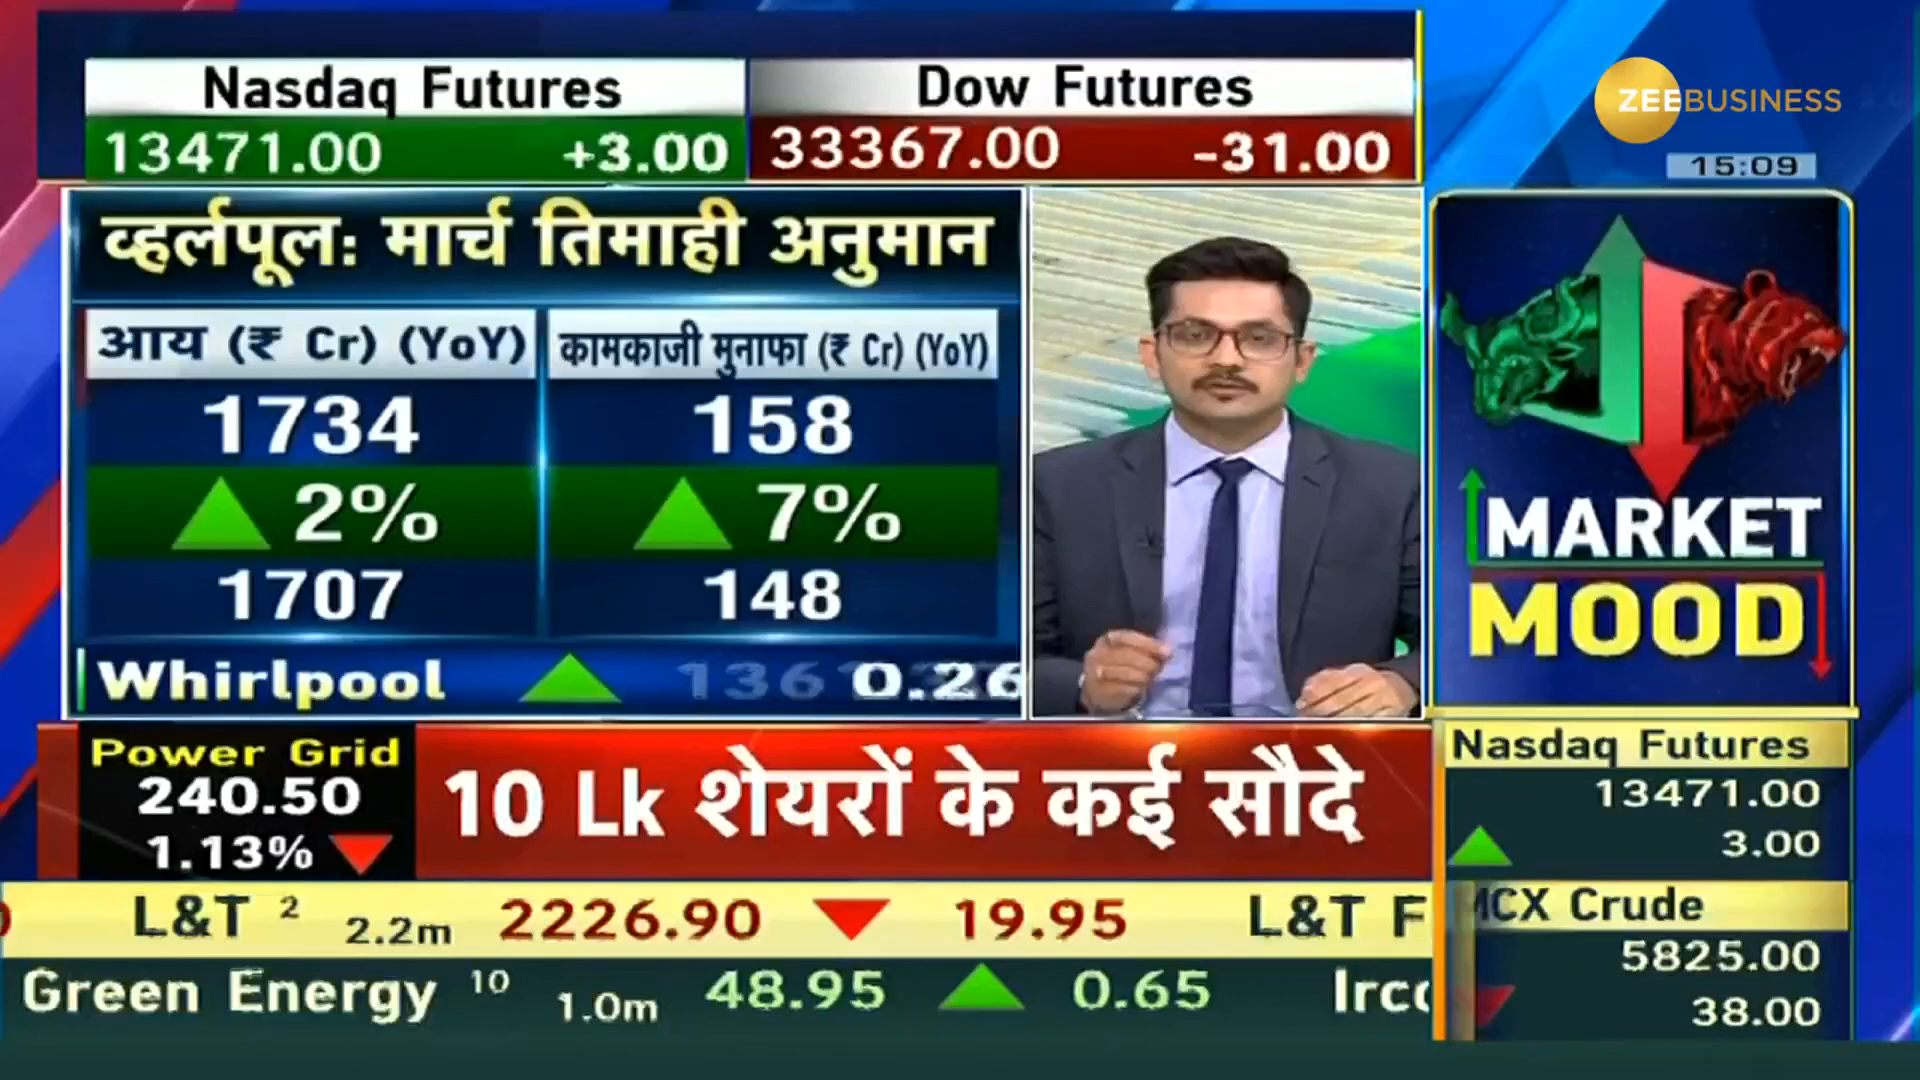 Nasdaq Futures
13471.00 +3.00
Dow Futures
33367.00 -31.00
ZEEBUSINESS
15:09
व्हर्लपूल: मार्च तिमाही अनुमान
आय (₹ Cr) (YoY)
कामकाजी मुनाफा (₹ Cr) (YoY)
1734 158
2% 7%
1707 148
Whirlpool 0.26
MARKET
MOOD
Power Grid
240.50
1.13%
10 Lk शेयरों के कई सौदे
Nasdaq Futures
13471.00
3.00
MCX Crude
5825.00
38.00
L&T 2 2.2m 2226.90 19.95 L&T F
Green Energy 10 1.0m 48.95 0.65